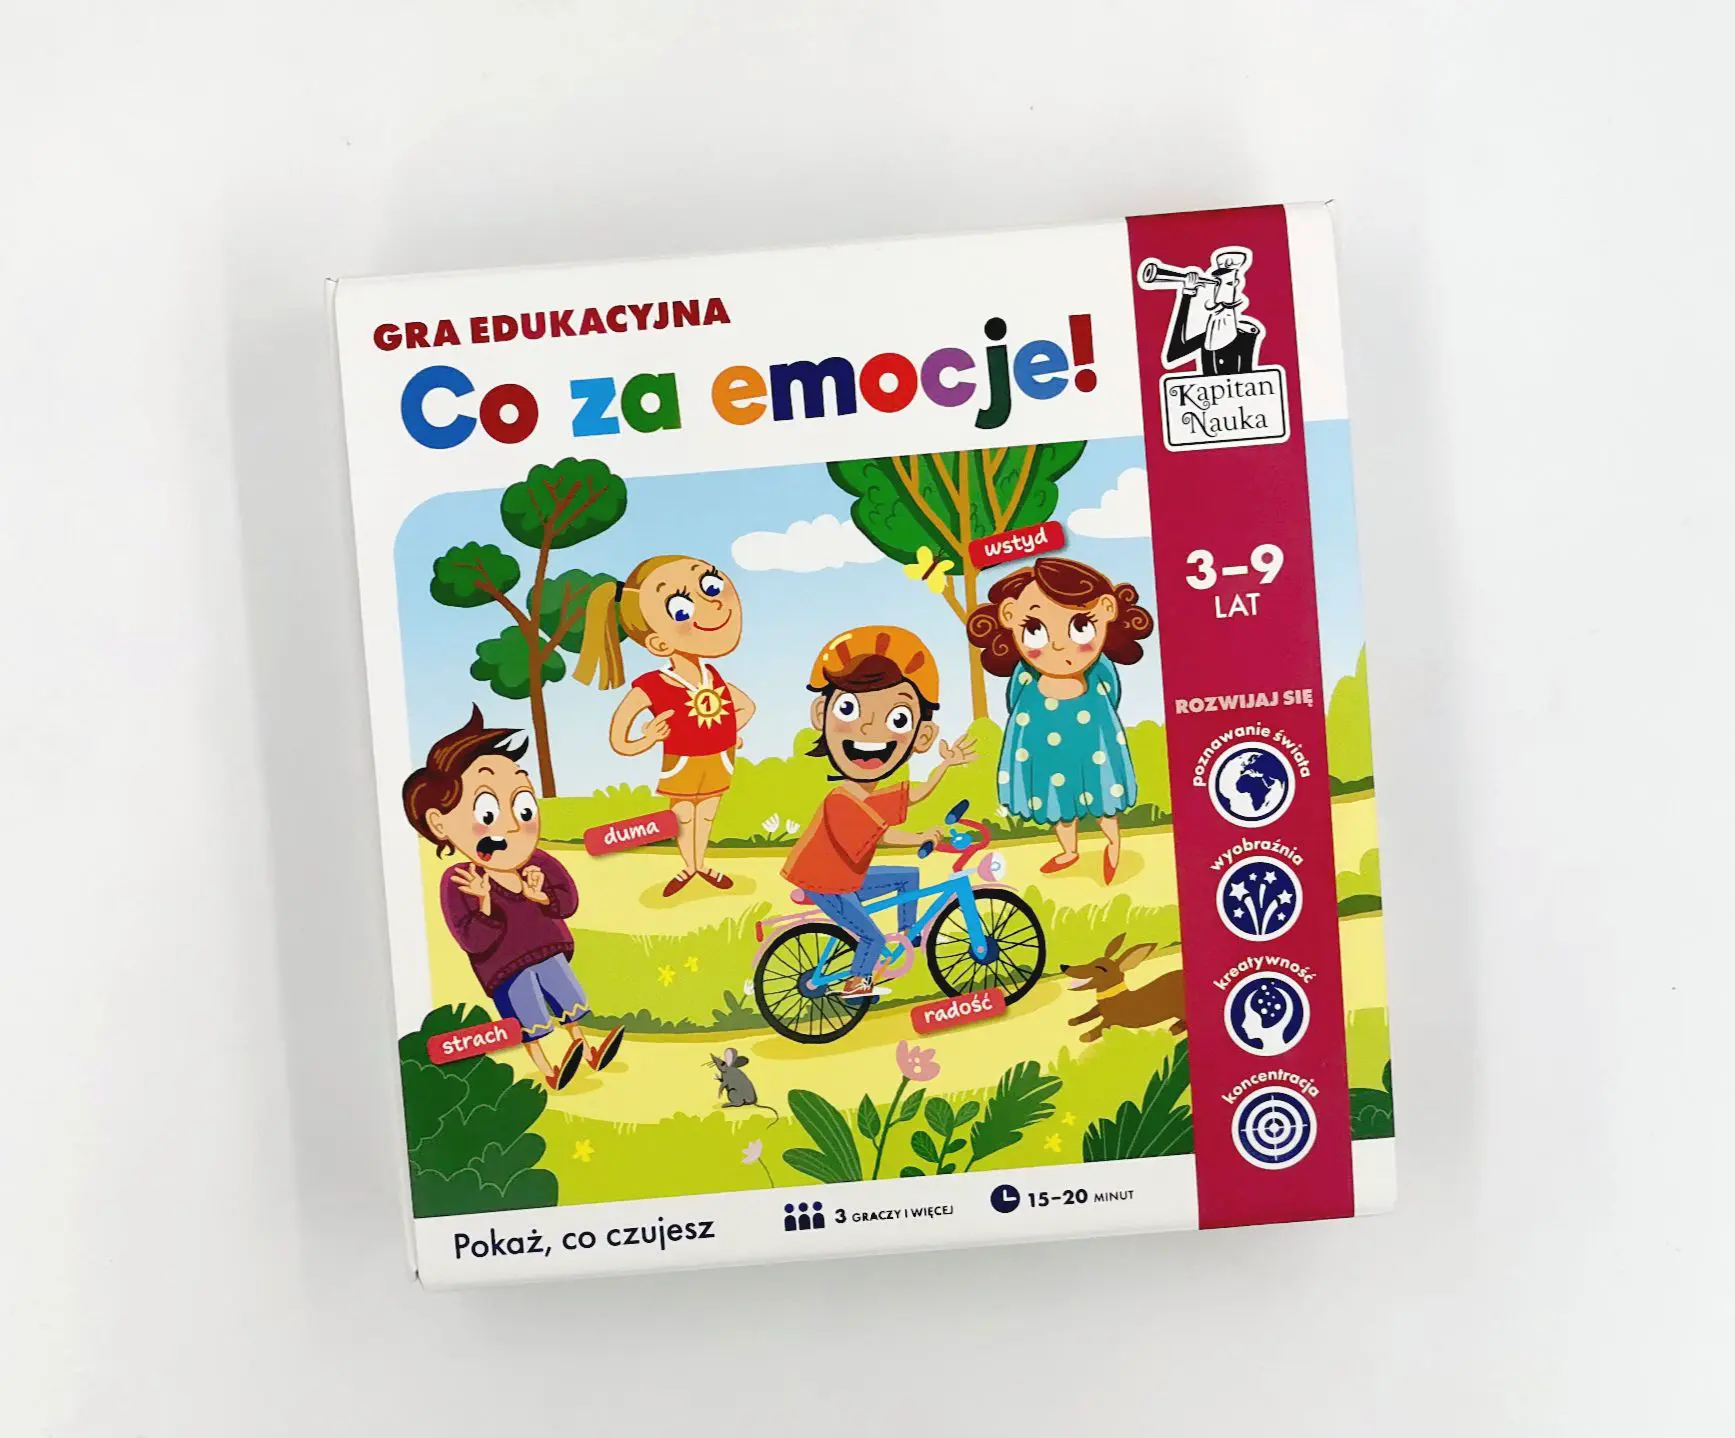 GRA EDUKACYJNA
Co za emocje!
Kapitan
Nauka
3–9
LAT
ROZWIJAJ SIĘ
poznawanie świata
wyobraźnia
kreatywność
koncentracja
wstyd
1
duma
radość
strach
Pokaż, co czujesz
3 GRACZY I WIĘCEJ
15–20 MINUT